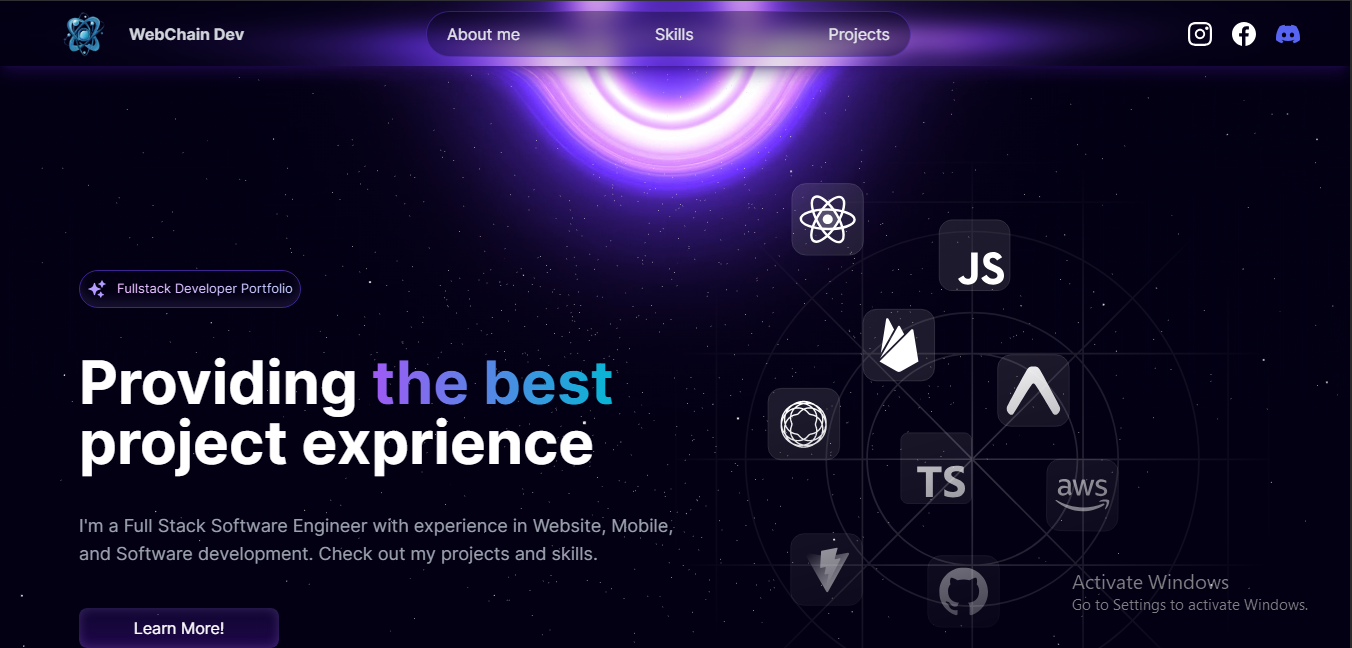 WebChain Dev
About me
Skills
Projects
Fullstack Developer Portfolio
Providing the best
project exprience
I'm a Full Stack Software Engineer with experience in Website, Mobile,
and Software development. Check out my projects and skills.
Learn More!
JS
TS
aws
Activate Windows
Go to Settings to activate Windows.